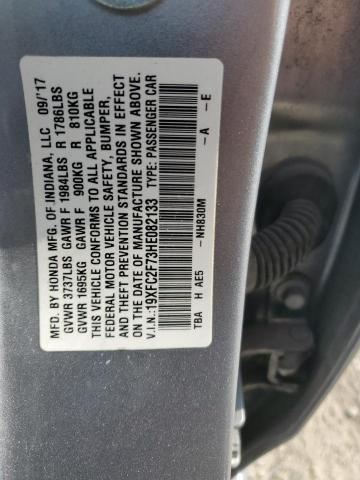 MFD. BY HONDA MFG. OF INDIANA, LLC 09/'17
GVWR 3737LBS GAWR F 1984LBS R 1786LBS
GVWR 1695KG GAWR F 900KG R 810KG
THIS VEHICLE CONFORMS TO ALL APPLICABLE
FEDERAL MOTOR VEHICLE SAFETY, BUMPER,
AND THEFT PREVENTION STANDARDS IN EFFECT
ON THE DATE OF MANUFACTURE SHOWN ABOVE.
V.I.N.:19XFC2F73HE082133 TYPE: PASSENGER CAR
TBA H AE5 -NH830M -A -E